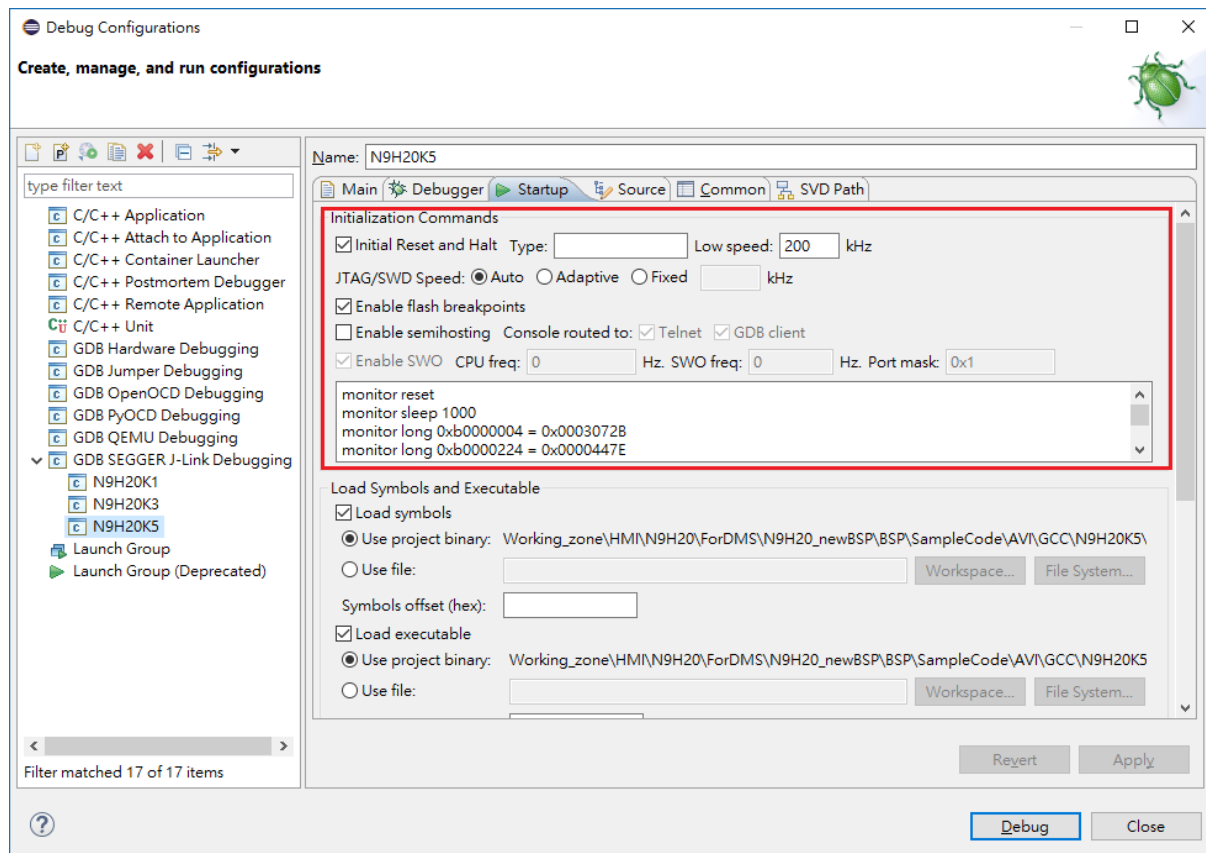 Debug Configurations
Create, manage, and run configurations
type filter text
C/C++ Application
C/C++ Attach to Application
C/C++ Container Launcher
C/C++ Postmortem Debugger
C/C++ Remote Application
C/C++ Unit
GDB Hardware Debugging
GDB Jumper Debugging
GDB OpenOCD Debugging
GDB PyOCD Debugging
GDB QEMU Debugging
GDB SEGGER J-Link Debugging
N9H20K1
N9H20K3
N9H20K5
Launch Group
Launch Group (Deprecated)
Filter matched 17 of 17 items
Name: N9H20K5
Main Debugger Startup Source Common SVD Path
Initialization Commands
Initial Reset and Halt Type: Low speed: 200 kHz
JTAG/SWD Speed: Auto Adaptive Fixed kHz
Enable flash breakpoints
Enable semihosting Console routed to: Telnet GDB client
Enable SWO CPU freq: 0 Hz. SWO freq: 0 Hz. Port mask: 0x1
monitor reset
monitor sleep 1000
monitor long 0xb0000004 = 0x0003072B
monitor long 0xb0000224 = 0x0000447E
Load Symbols and Executable
Load symbols
Use project binary: Working_zone\HMI\N9H20\ForDMS\N9H20_newBSP\BSP\SampleCode\AVI\GCC\N9H20K5\
Use file: Workspace... File System...
Symbols offset (hex):
Load executable
Use project binary: Working_zone\HMI\N9H20\ForDMS\N9H20_newBSP\BSP\SampleCode\AVI\GCC\N9H20K5
Use file: Workspace... File System...
Revert Apply
Debug Close